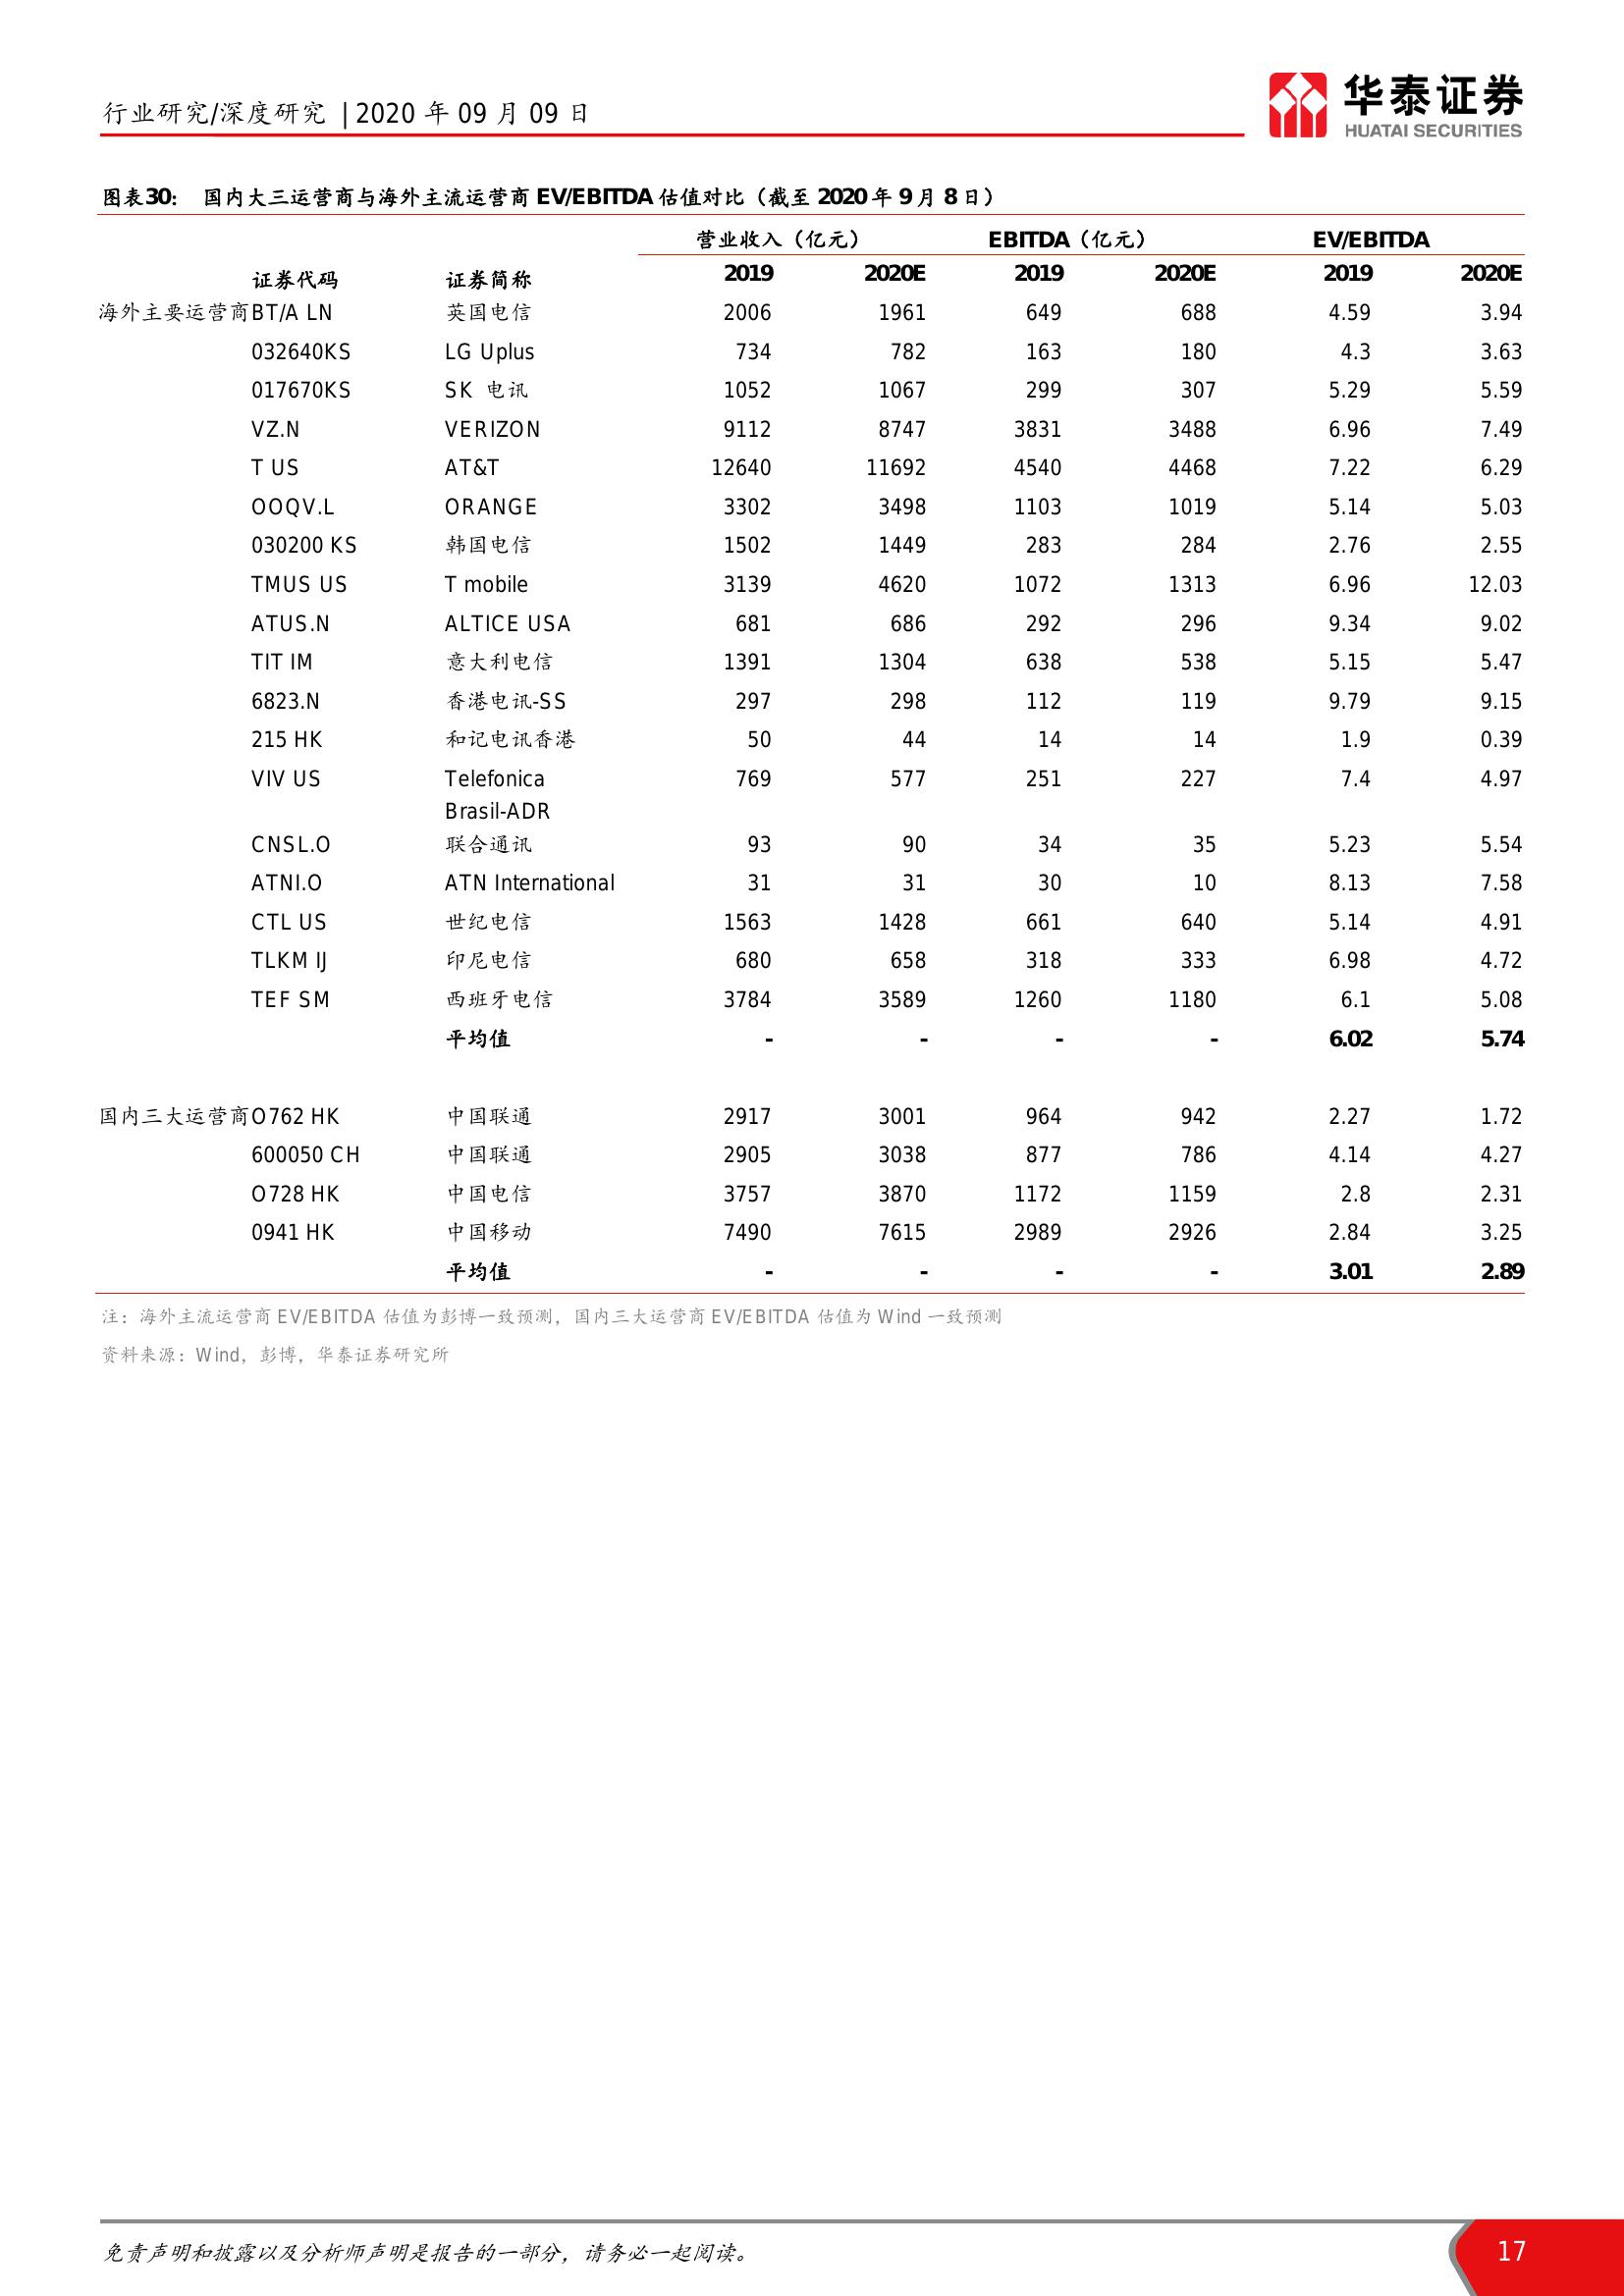 行业研究/深度研究 | 2020 年 09 月 09 日
华泰证券
HUATAI SECURITIES
图表30: 国内大三运营商与海外主流运营商 EV/EBITDA 估值对比（截至 2020 年 9 月 8 日）
营业收入（亿元） EBITDA（亿元） EV/EBITDA
证券代码 证券简称 2019 2020E 2019 2020E 2019 2020E
海外主要运营商 BT/A LN 英国电信 2006 1961 649 688 4.59 3.94
032640KS LG Uplus 734 782 163 180 4.3 3.63
017670KS SK 电讯 1052 1067 299 307 5.29 5.59
VZ.N VERIZON 9112 8747 3831 3488 6.96 7.49
T US AT&T 12640 11692 4540 4468 7.22 6.29
OOQV.L ORANGE 3302 3498 1103 1019 5.14 5.03
030200 KS 韩国电信 1502 1449 283 284 2.76 2.55
TMUS US T mobile 3139 4620 1072 1313 6.96 12.03
ATUS.N ALTICE USA 681 686 292 296 9.34 9.02
TIT IM 意大利电信 1391 1304 638 538 5.15 5.47
6823.N 香港电讯-SS 297 298 112 119 9.79 9.15
215 HK 和记电讯香港 50 44 14 14 1.9 0.39
VIV US Telefonica 769 577 251 227 7.4 4.97
Brasil-ADR
CNSL.O 联合通讯 93 90 34 35 5.23 5.54
ATNI.O ATN International 31 31 30 10 8.13 7.58
CTL US 世纪电信 1563 1428 661 640 5.14 4.91
TLKM IJ 印尼电信 680 658 318 333 6.98 4.72
TEF SM 西班牙电信 3784 3589 1260 1180 6.1 5.08
平均值 - - - - 6.02 5.74
国内三大运营商 O762 HK 中国联通 2917 3001 964 942 2.27 1.72
600050 CH 中国联通 2905 3038 877 786 4.14 4.27
O728 HK 中国电信 3757 3870 1172 1159 2.8 2.31
0941 HK 中国移动 7490 7615 2989 2926 2.84 3.25
平均值 - - - - 3.01 2.89
注：海外主流运营商 EV/EBITDA 估值为彭博一致预测，国内三大运营商 EV/EBITDA 估值为 Wind 一致预测
资料来源：Wind，彭博，华泰证券研究所
免责声明和披露以及分析师声明是报告的一部分，请务必一起阅读。
17